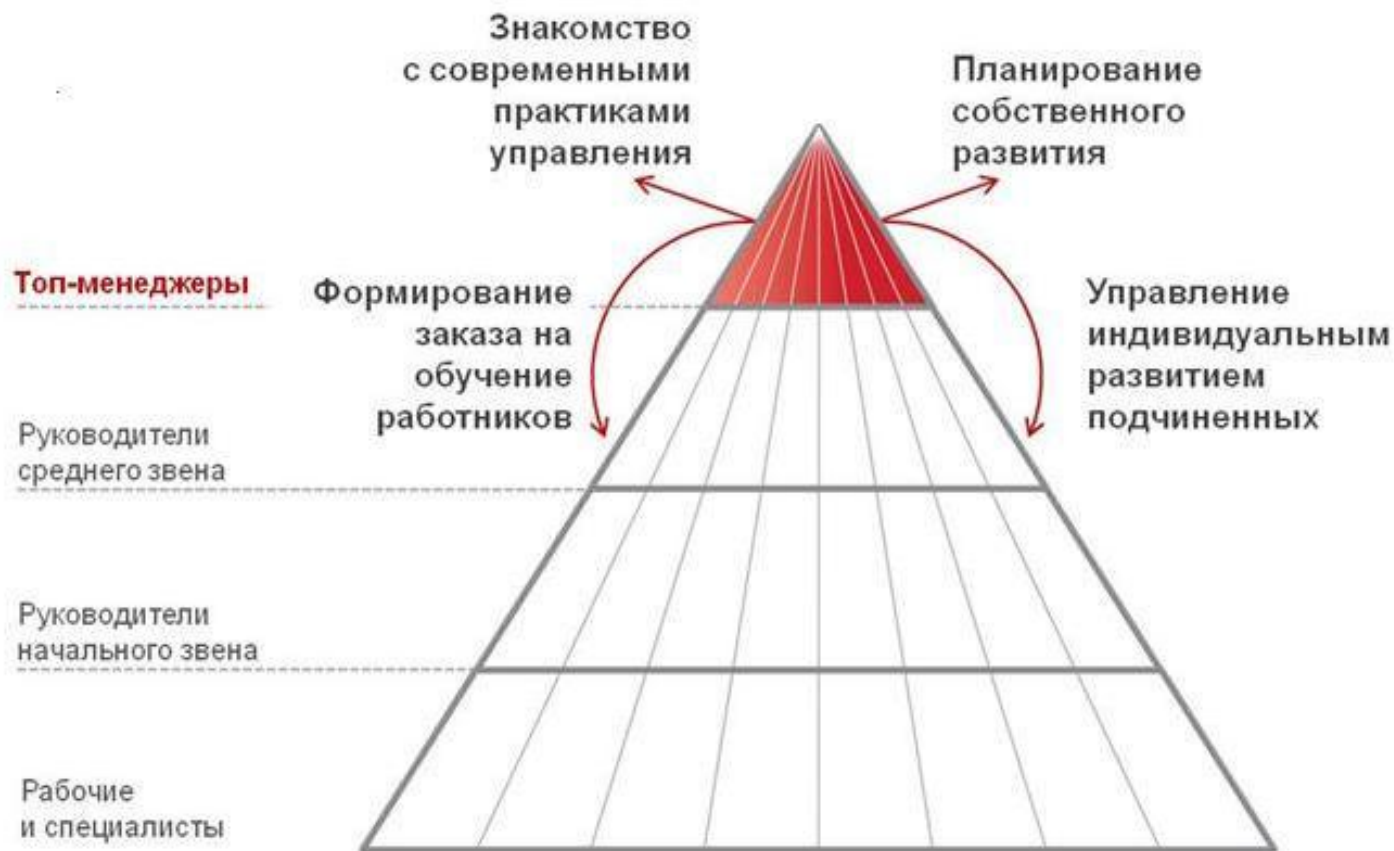 Знакомство
с современными
практиками
управления
Планирование
собственного
развития
Топ-менеджеры
Формирование
заказа на
обучение
работников
Управление
индивидуальным
развитием
подчиненных
Руководители
среднего звена
Руководители
начального звена
Рабочие
и специалисты